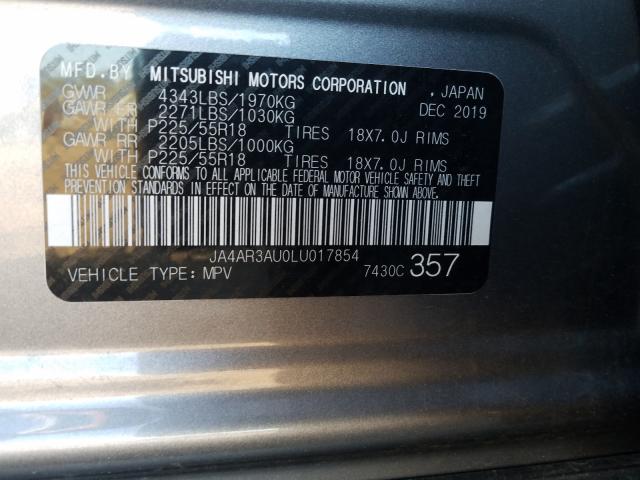 MFD.BY MITSUBISHI MOTORS CORPORATION . JAPAN
GVWR 4343LBS/1970KG DEC 2019
GAWR FR 2271LBS/1030KG
WITH P225/55R18 TIRES 18X7.0J RIMS
GAWR RR 2205LBS/1000KG
WITH P225/55R18 TIRES 18X7.0J RIMS
THIS VEHICLE CONFORMS TO ALL APPLICABLE FEDERAL MOTOR VEHICLE SAFETY AND THEFT
PREVENTION STANDARDS IN EFFECT ON THE DATE OF MANUFACTURE SHOWN ABOVE.
JA4AR3AU0LU017854
VEHICLE TYPE: MPV 7430C 357